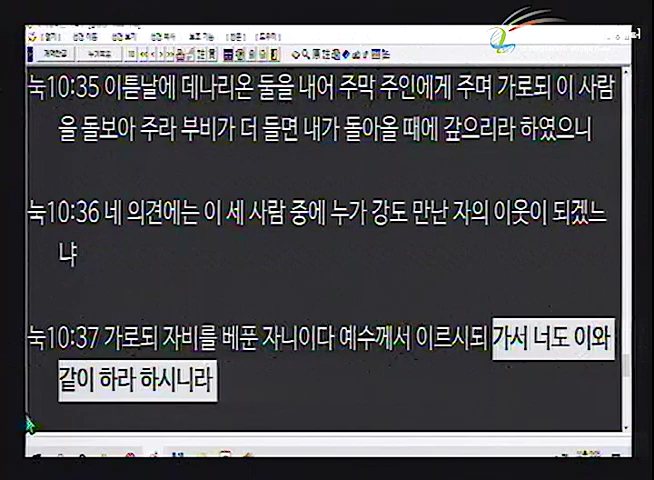 눅10:35 이튿날에 데나리온 둘을 내어 주막 주인에게 주며 가로되 이 사람
을 돌보아 주라 부비가 더 들면 내가 돌아올 때에 갚으리라 하였으니
눅10:36 네 의견에는 이 세 사람 중에 누가 강도 만난 자의 이웃이 되겠느
냐
눅10:37 가로되 자비를 베푼 자니이다 예수께서 이르시되 가서 너도 이와
같이 하라 하시니라